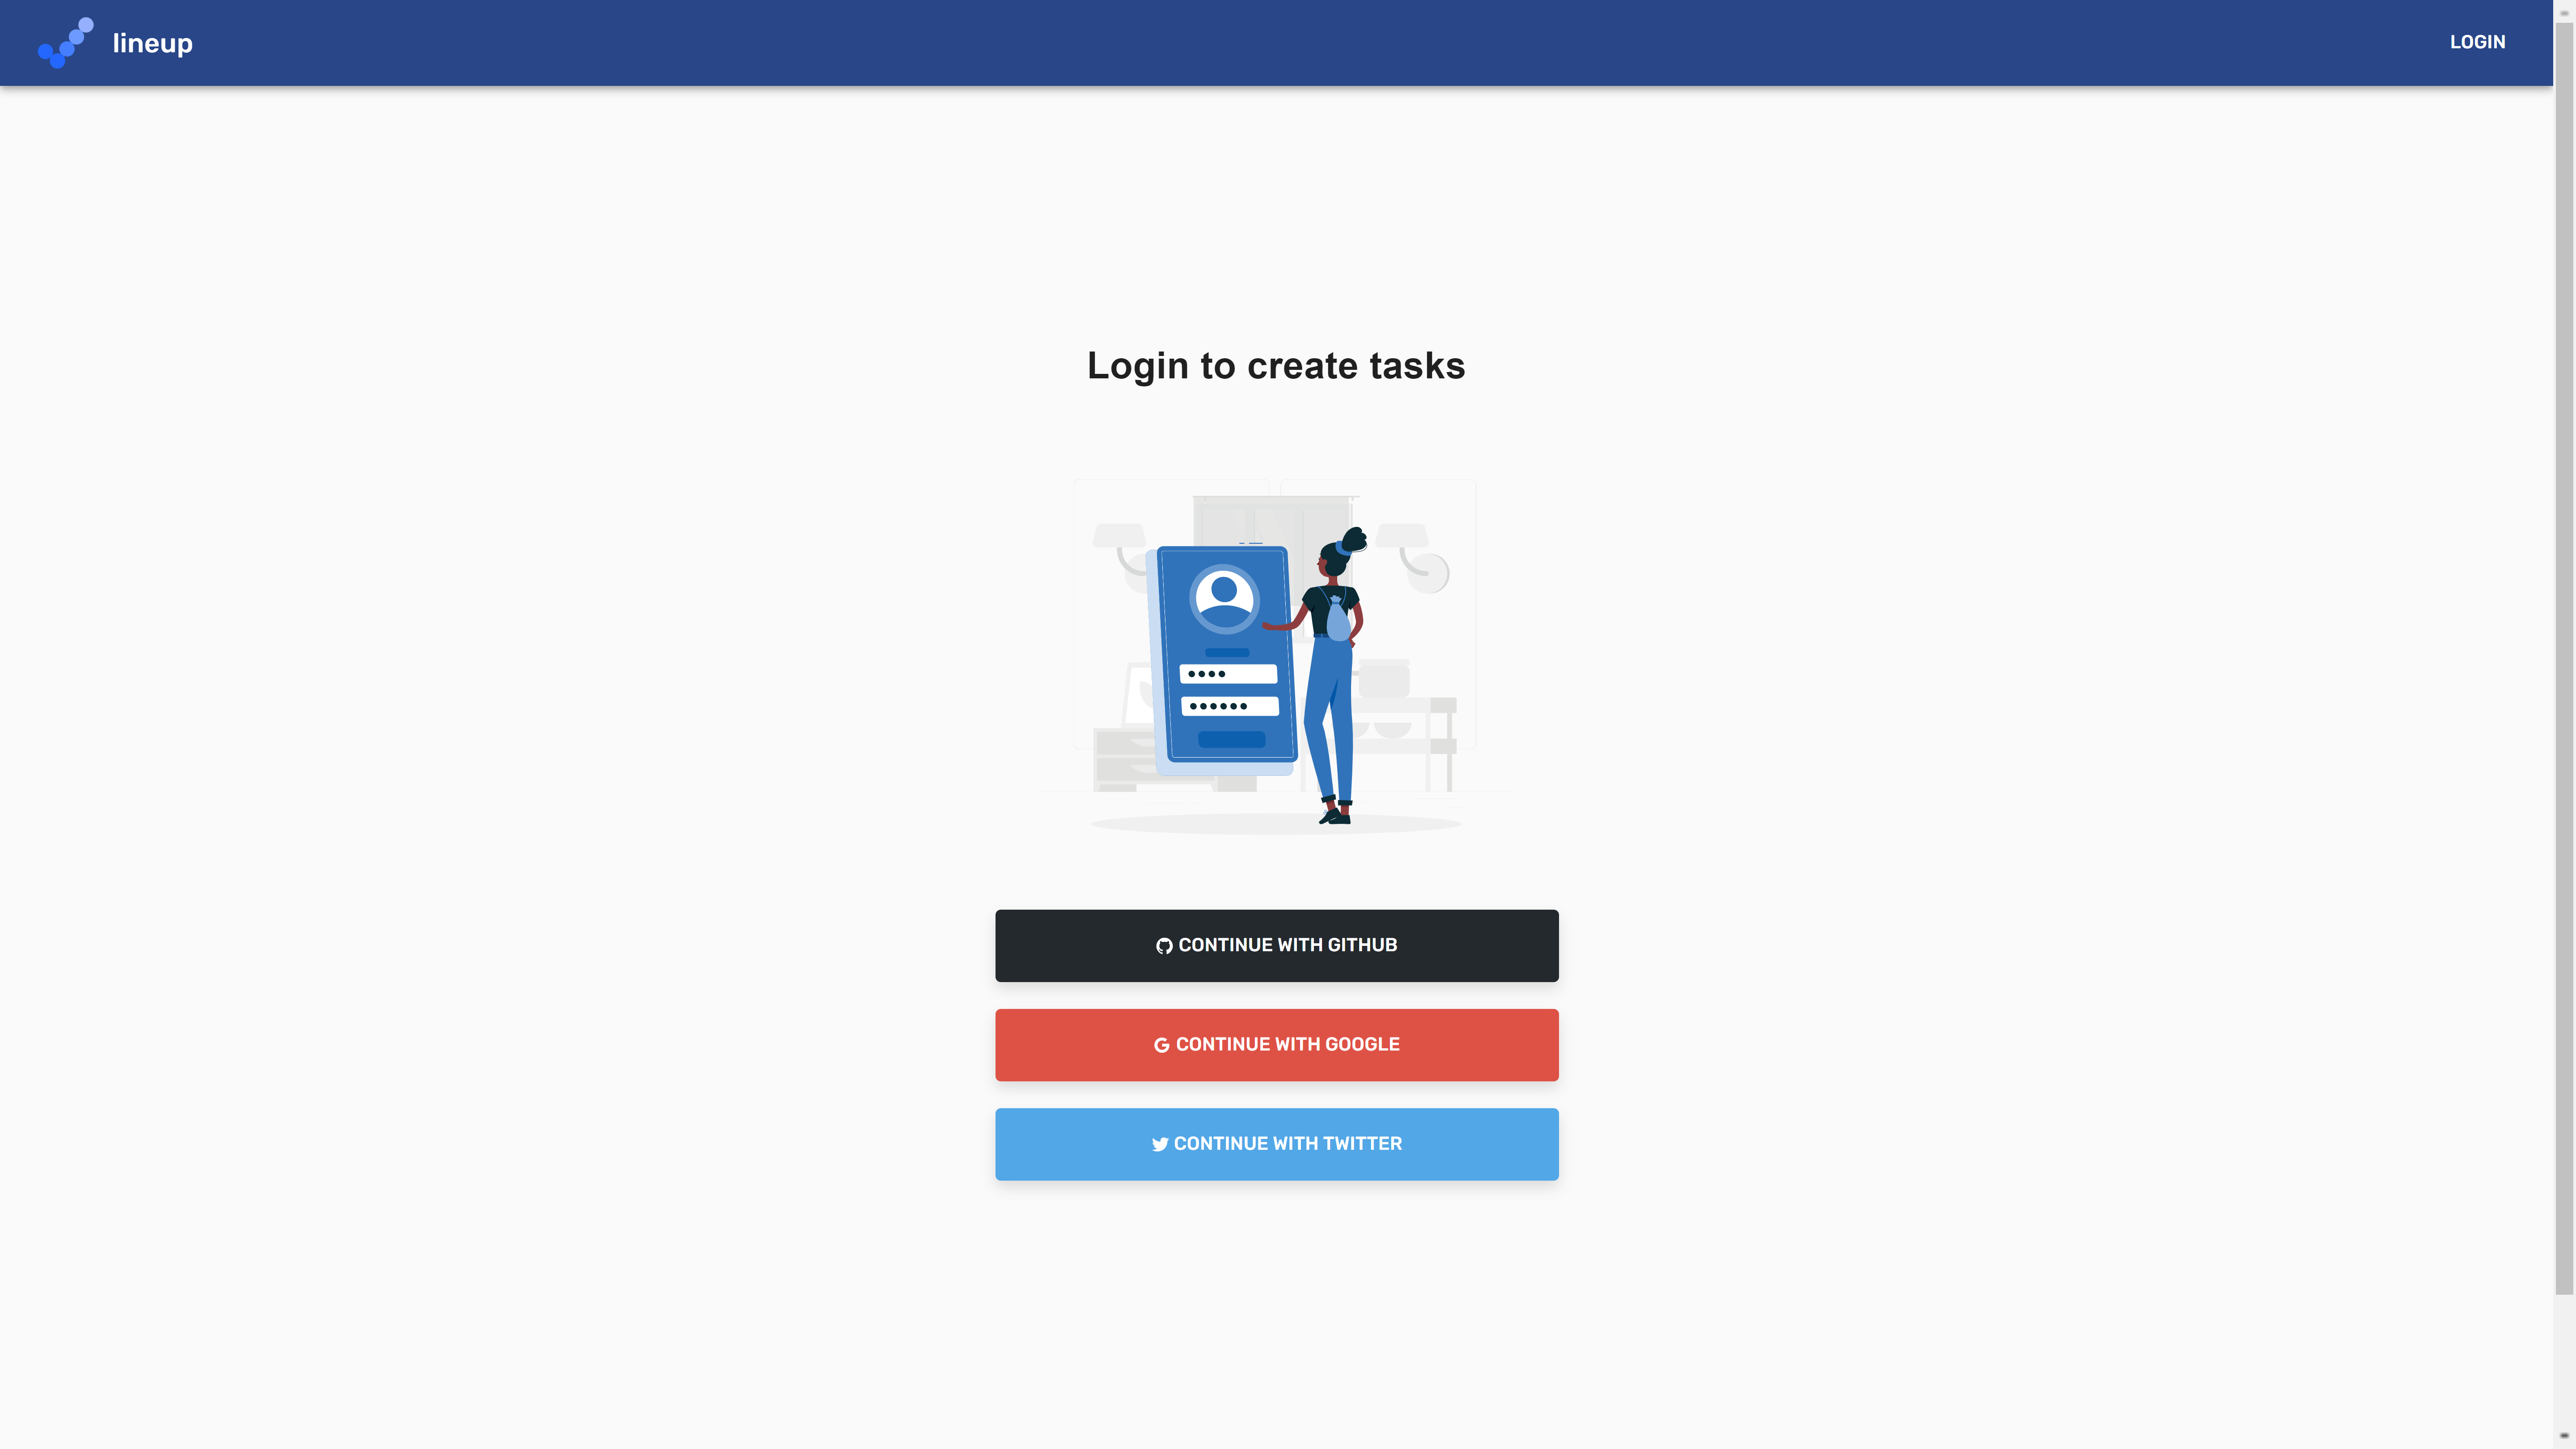 lineup
LOGIN
Login to create tasks
CONTINUE WITH GITHUB
CONTINUE WITH GOOGLE
CONTINUE WITH TWITTER